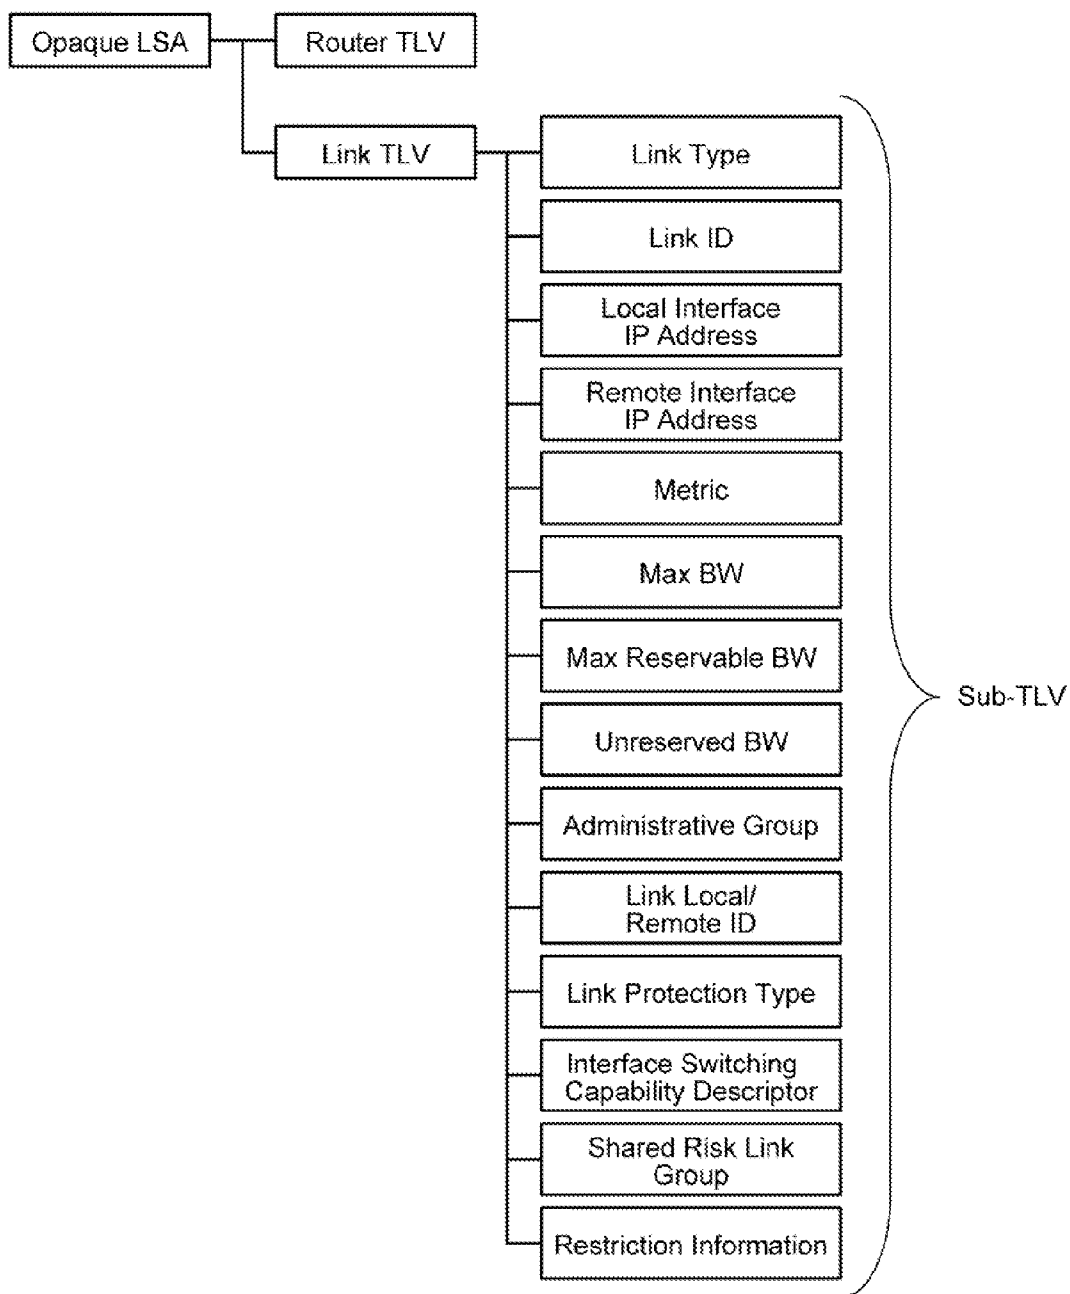 Opaque LSA
Router TLV
Link TLV
Link Type
Link ID
Local Interface
IP Address
Remote Interface
IP Address
Metric
Max BW
Max Reservable BW
Unreserved BW
Administrative Group
Link Local/
Remote ID
Link Protection Type
Interface Switching
Capability Descriptor
Shared Risk Link
Group
Restriction Information
Sub-TLV